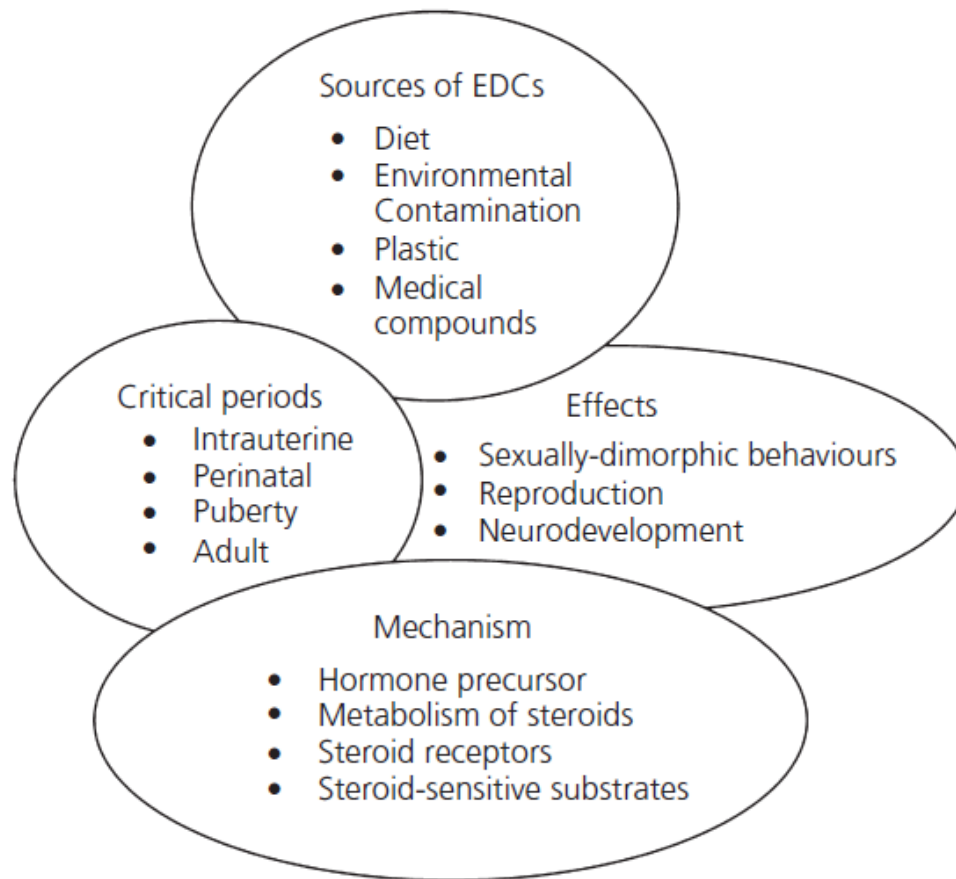 Sources of EDCs
• Diet
• Environmental
Contamination
• Plastic
• Medical
compounds
Critical periods
• Intrauterine
• Perinatal
• Puberty
• Adult
Effects
• Sexually-dimorphic behaviours
• Reproduction
• Neurodevelopment
Mechanism
• Hormone precursor
• Metabolism of steroids
• Steroid receptors
• Steroid-sensitive substrates